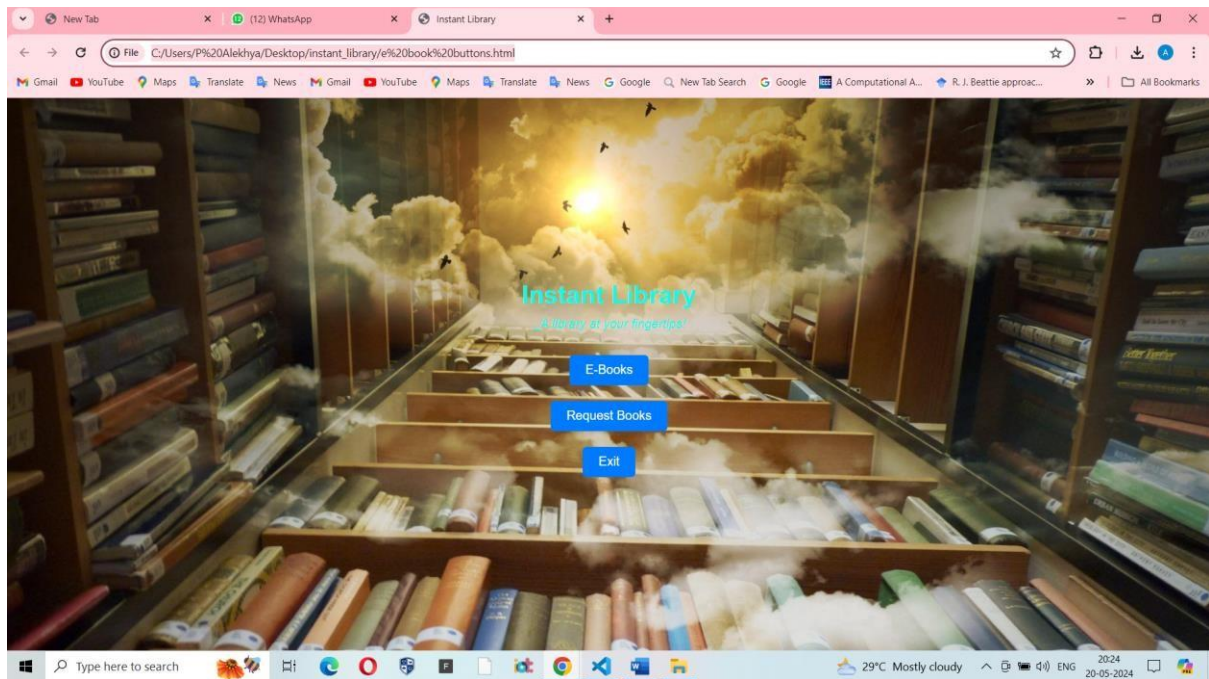 New Tab
(12) WhatsApp
Instant Library
File C:/Users/P%20Alekhya/Desktop/instant_library/e%20book%20buttons.html
A
Gmail YouTube Maps Translate News Gmail YouTube Maps Translate News Google New Tab Search Google A Computational A... R. J. Beattie approac... » All Bookmarks
Instant Library
_A library at your fingertips"
E-Books
Request Books
Exit
Type here to search
29°C Mostly cloudy
ENG
20:24
20-05-2024